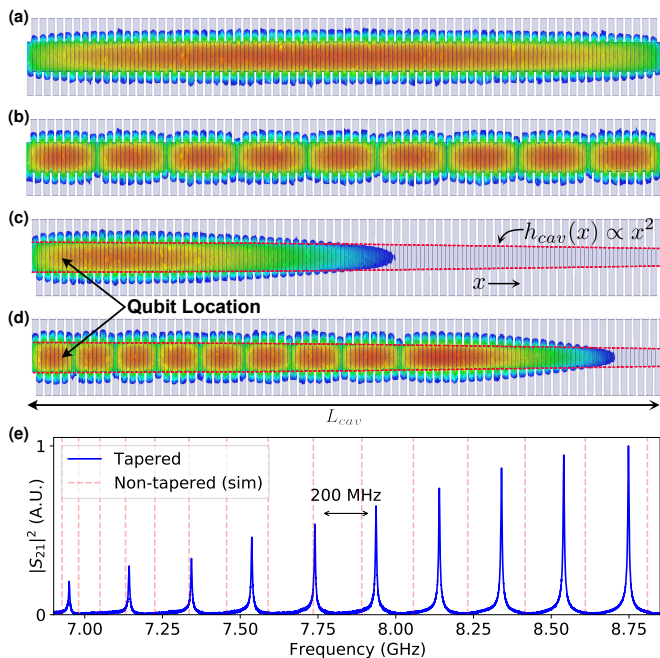 (a)
(b)
(c)
h_cav(x) ∝ x²
x →
Qubit Location
(d)
L_cav
(e)
1
Tapered
Non-tapered (sim)
200 MHz
|S₂₁|² (A.U.)
0
7.00 7.25 7.50 7.75 8.00 8.25 8.50 8.75
Frequency (GHz)